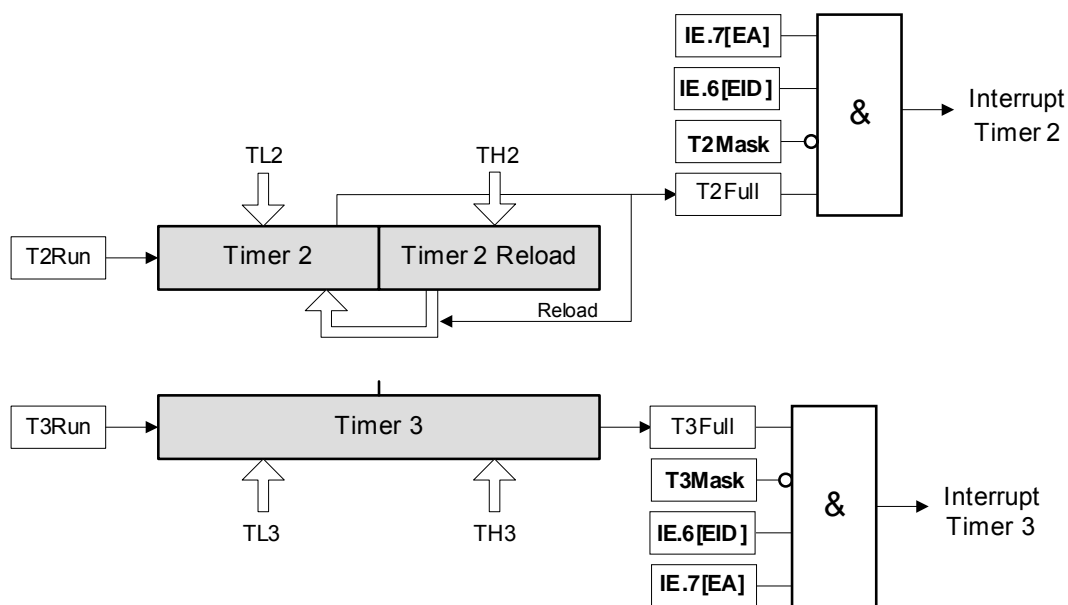 IE.7[EA]
IE.6[EID]
T2Mask
T2Full
&
Interrupt
Timer 2
TL2
TH2
T2Run
Timer 2
Timer 2 Reload
Reload
T3Run
Timer 3
TL3
TH3
T3Full
T3Mask
IE.6[EID]
IE.7[EA]
&
Interrupt
Timer 3